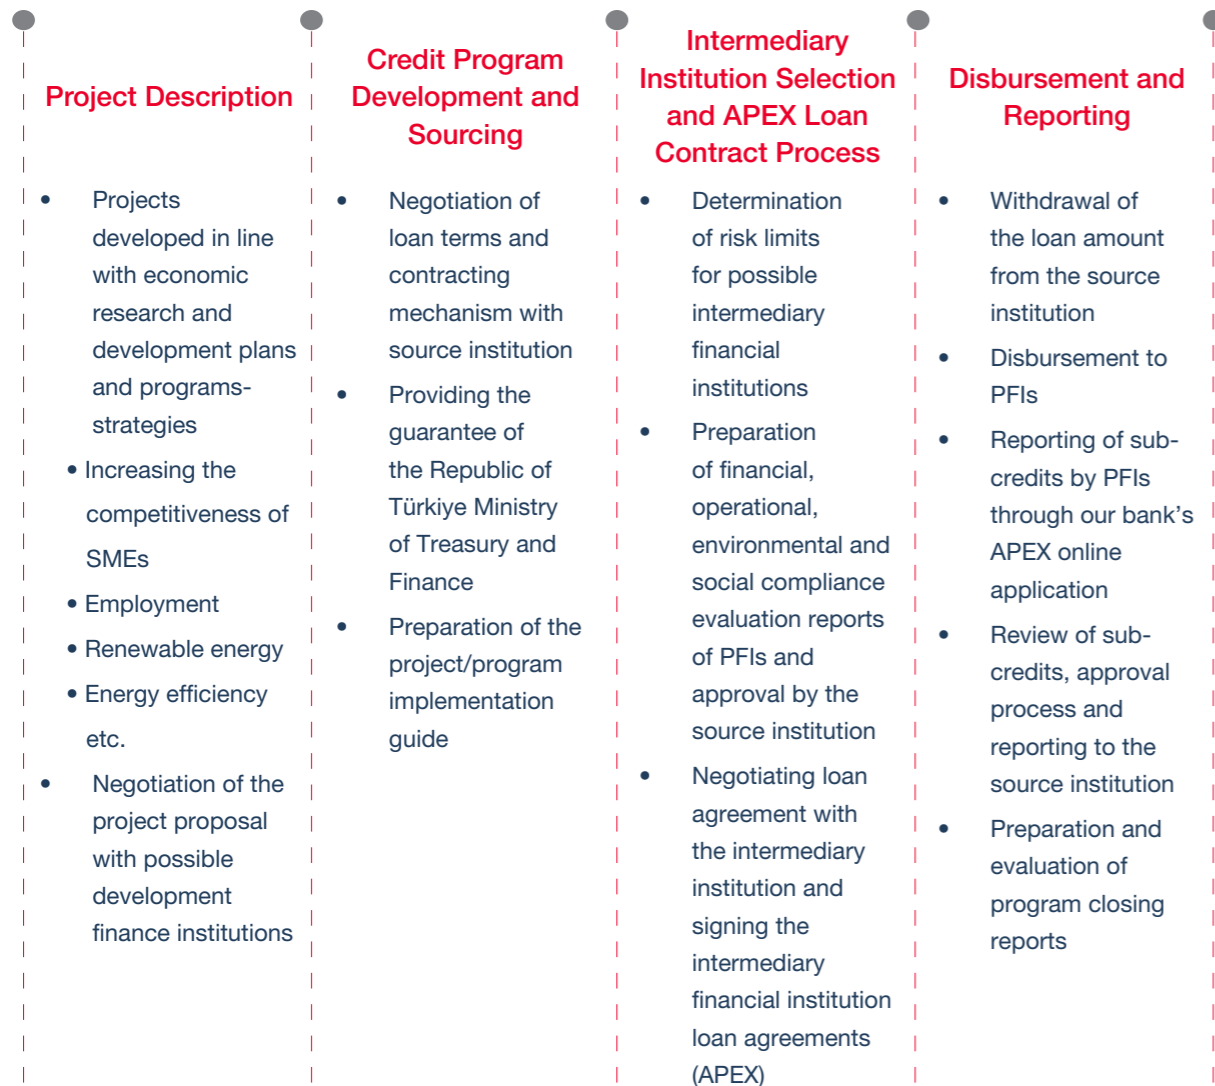 Project Description
• Projects
developed in line
with economic
research and
development plans
and programs-
strategies
• Increasing the
competitiveness of
SMEs
• Employment
• Renewable energy
• Energy efficiency
etc.
• Negotiation of the
project proposal
with possible
development
finance institutions
Credit Program
Development and
Sourcing
• Negotiation of
loan terms and
contracting
mechanism with
source institution
• Providing the
guarantee of
the Republic of
Türkiye Ministry
of Treasury and
Finance
• Preparation of the
project/program
implementation
guide
Intermediary
Institution Selection
and APEX Loan
Contract Process
• Determination
of risk limits
for possible
intermediary
financial
institutions
• Preparation
of financial,
operational,
environmental and
social compliance
evaluation reports
of PFIs and
approval by the
source institution
• Negotiating loan
agreement with
the intermediary
institution and
signing the
intermediary
financial institution
loan agreements
(APEX)
Disbursement and
Reporting
• Withdrawal of
the loan amount
from the source
institution
• Disbursement to
PFIs
• Reporting of sub-
credits by PFIs
through our bank’s
APEX online
application
• Review of sub-
credits, approval
process and
reporting to the
source institution
• Preparation and
evaluation of
program closing
reports